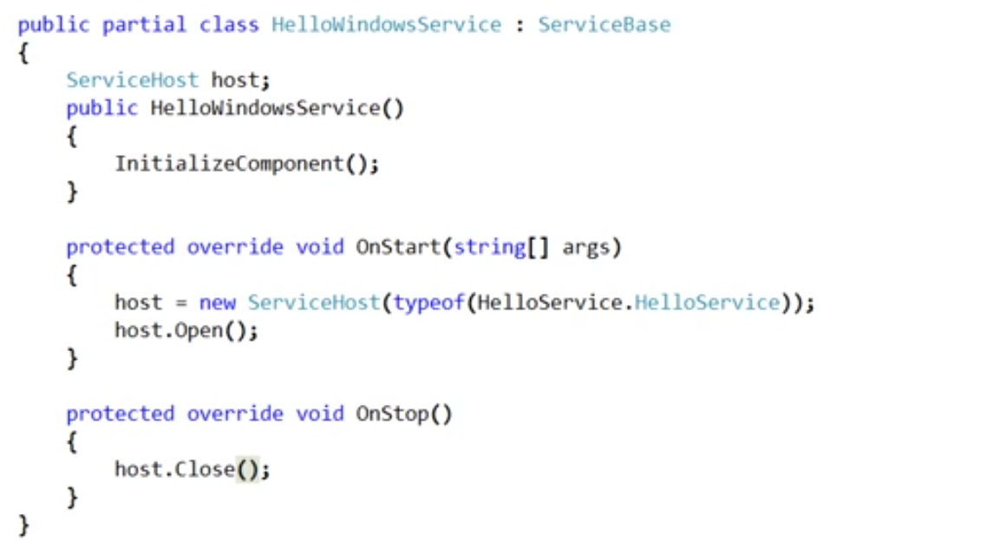 public partial class HelloWindowsService : ServiceBase
{
    ServiceHost host;
    public HelloWindowsService()
    {
        InitializeComponent();
    }

    protected override void OnStart(string[] args)
    {
        host = new ServiceHost(typeof(HelloService.HelloService));
        host.Open();
    }

    protected override void OnStop()
    {
        host.Close();
    }
}